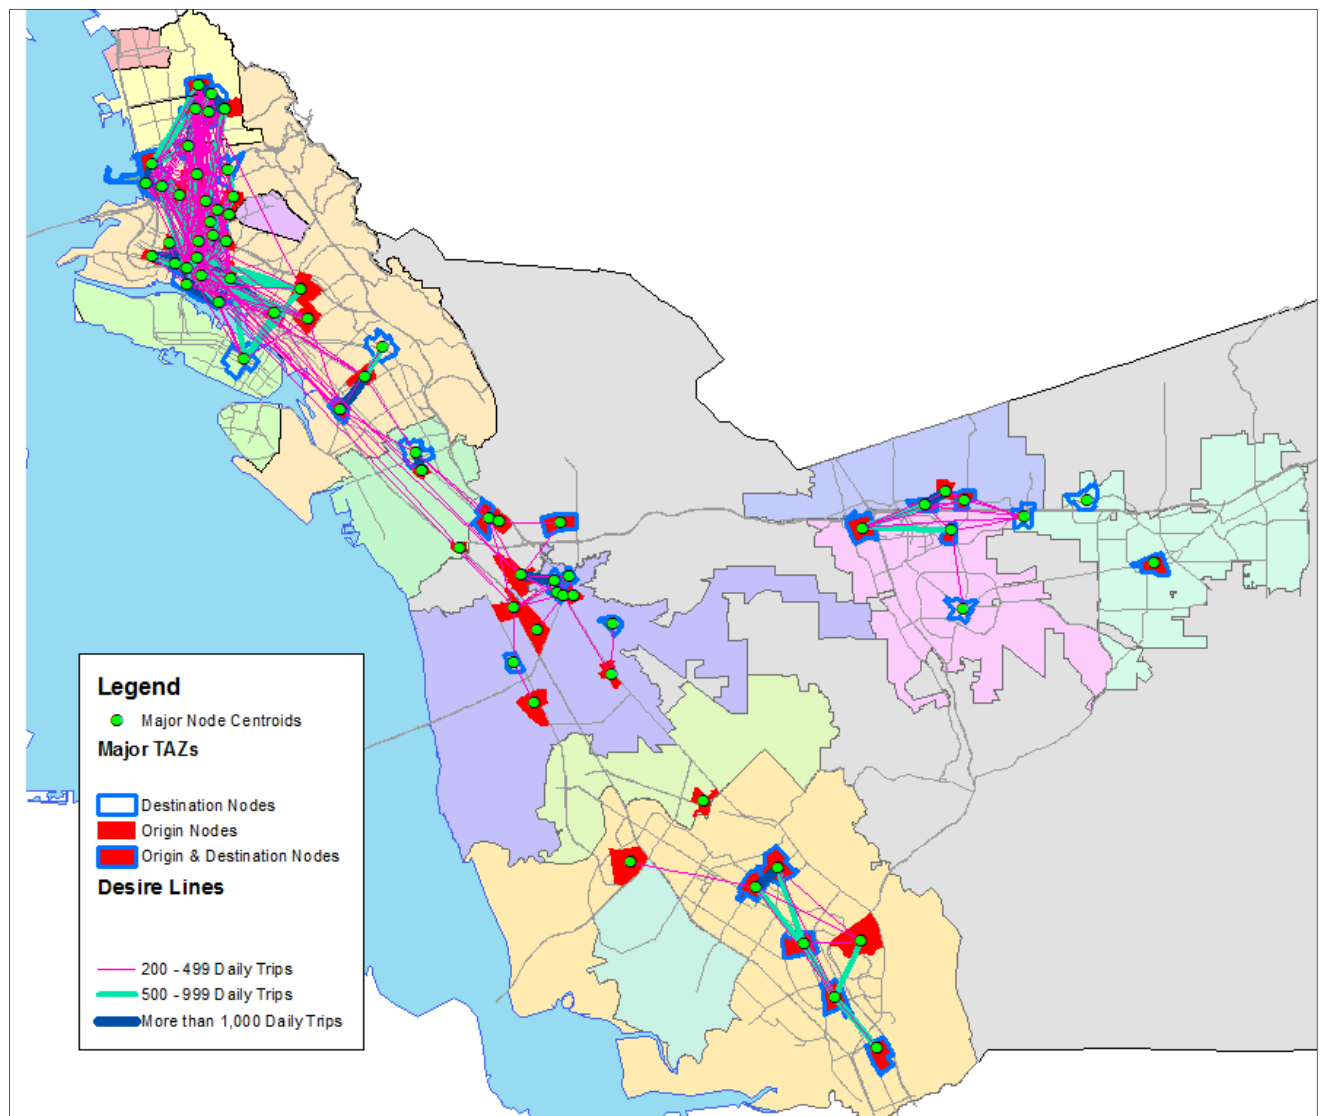 Legend
Major Node Centroids
Major TAZs
Destination Nodes
Origin Nodes
Origin & Destination Nodes
Desire Lines
200 - 499 Daily Trips
500 - 999 Daily Trips
More than 1,000 Daily Trips